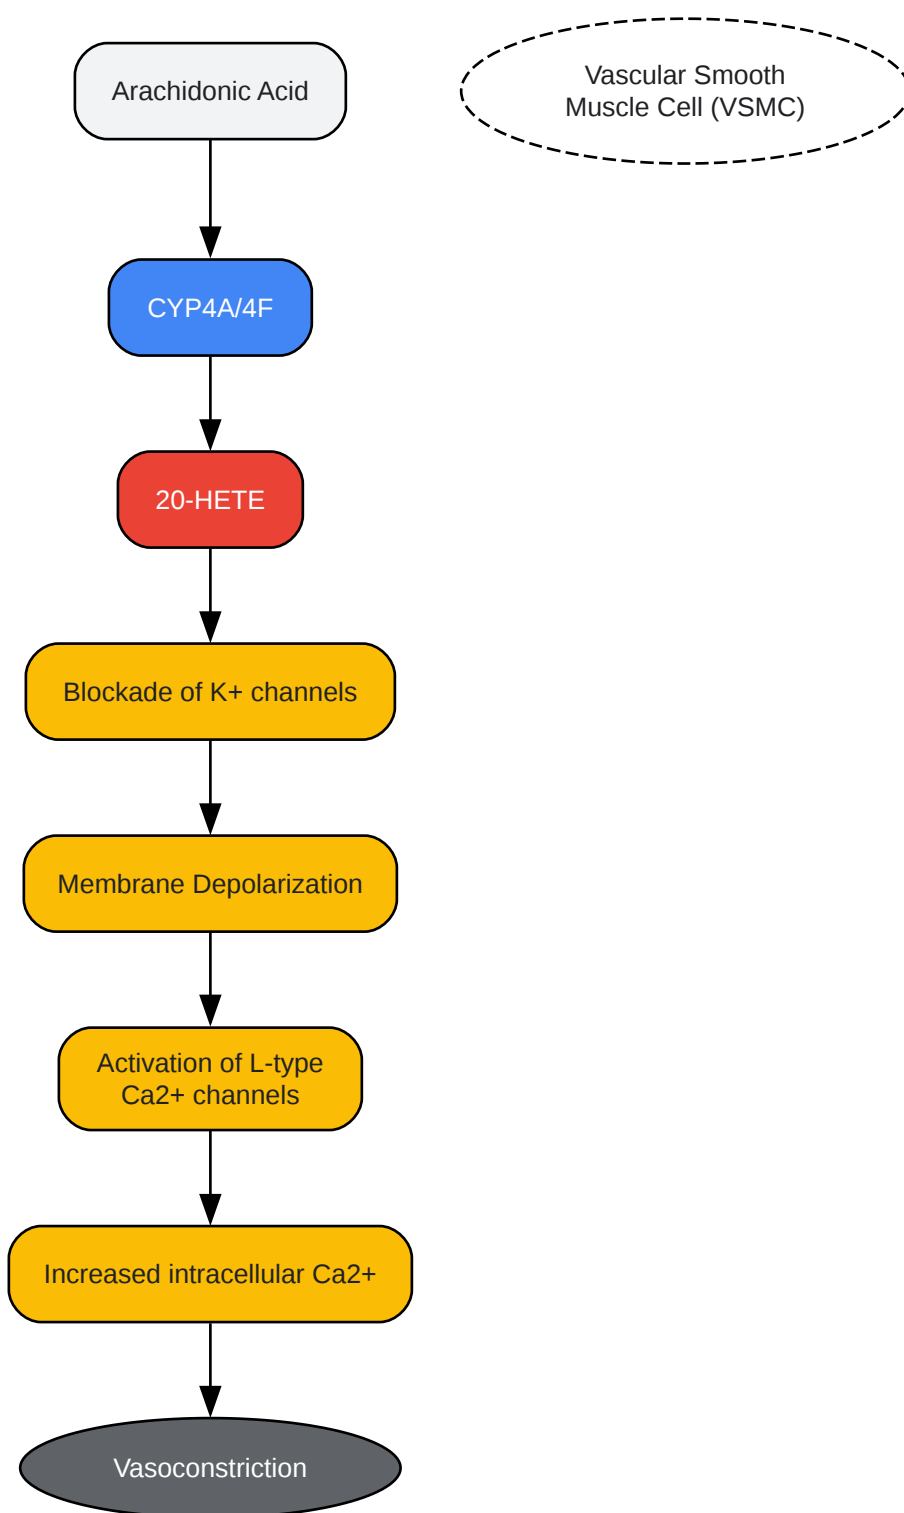 Arachidonic Acid
Vascular Smooth
Muscle Cell (VSMC)
CYP4A/4F
20-HETE
Blockade of K+ channels
Membrane Depolarization
Activation of L-type
Ca2+ channels
Increased intracellular Ca2+
Vasoconstriction